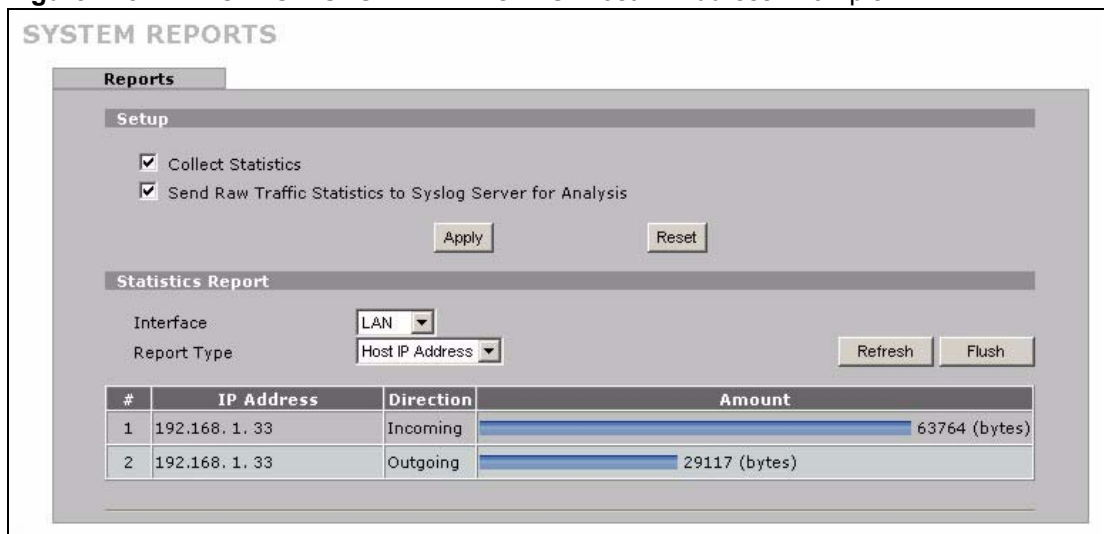 SYSTEM REPORTS
Reports
Setup
Collect Statistics
Send Raw Traffic Statistics to Syslog Server for Analysis
Apply Reset
Statistics Report
Interface LAN
Report Type Host IP Address Refresh Flush
# IP Address Direction Amount
1 192.168. 1. 33 Incoming 63764 (bytes)
2 192.168. 1. 33 Outgoing 29117 (bytes)